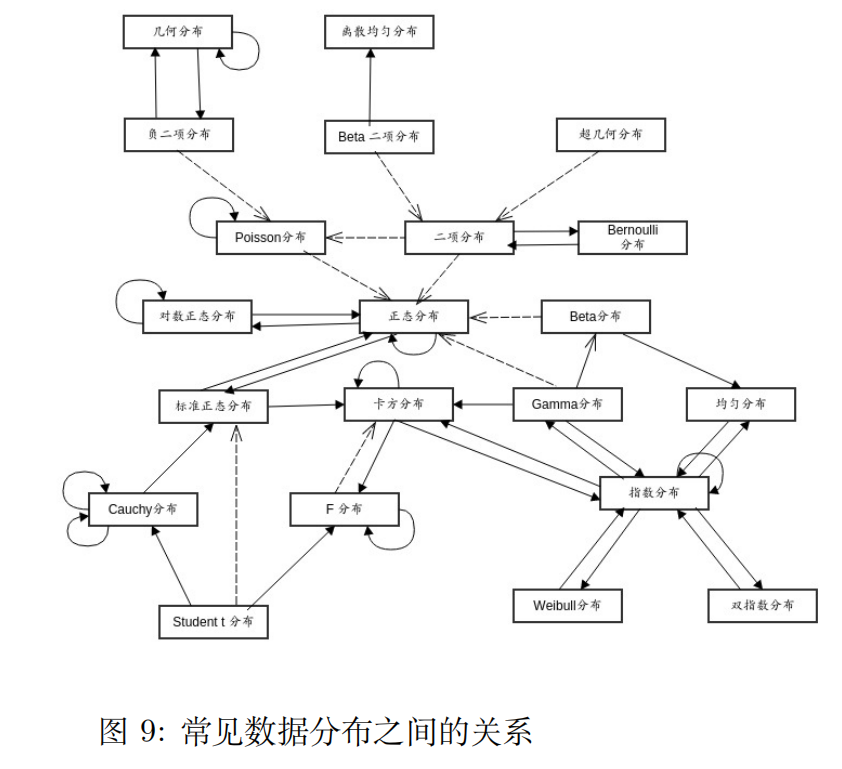 几何分布
离散均匀分布
负二项分布
Beta 二项分布
超几何分布
Poisson分布
二项分布
Bernoulli
分布
对数正态分布
正态分布
Beta分布
标准正态分布
卡方分布
Gamma分布
均匀分布
指数分布
Cauchy分布
F 分布
Weibull分布
双指数分布
Student t 分布
图 9: 常见数据分布之间的关系